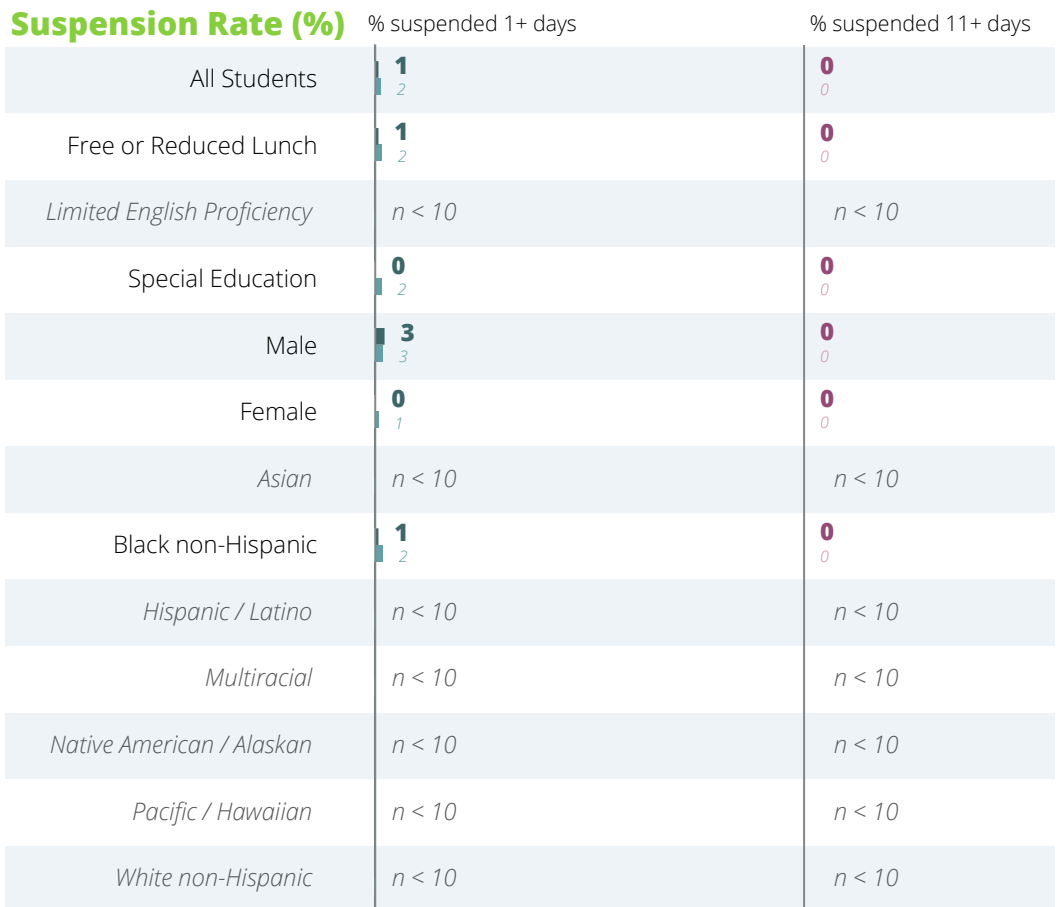 Suspension Rate (%) % suspended 1+ days % suspended 11+ days
All Students 1 0
2 0
Free or Reduced Lunch 1 0
2 0
Limited English Proficiency n < 10 n < 10
Special Education 0 0
2 0
Male 3 0
3 0
Female 0 0
1 0
Asian n < 10 n < 10
Black non-Hispanic 1 0
2 0
Hispanic / Latino n < 10 n < 10
Multiracial n < 10 n < 10
Native American / Alaskan n < 10 n < 10
Pacific / Hawaiian n < 10 n < 10
White non-Hispanic n < 10 n < 10